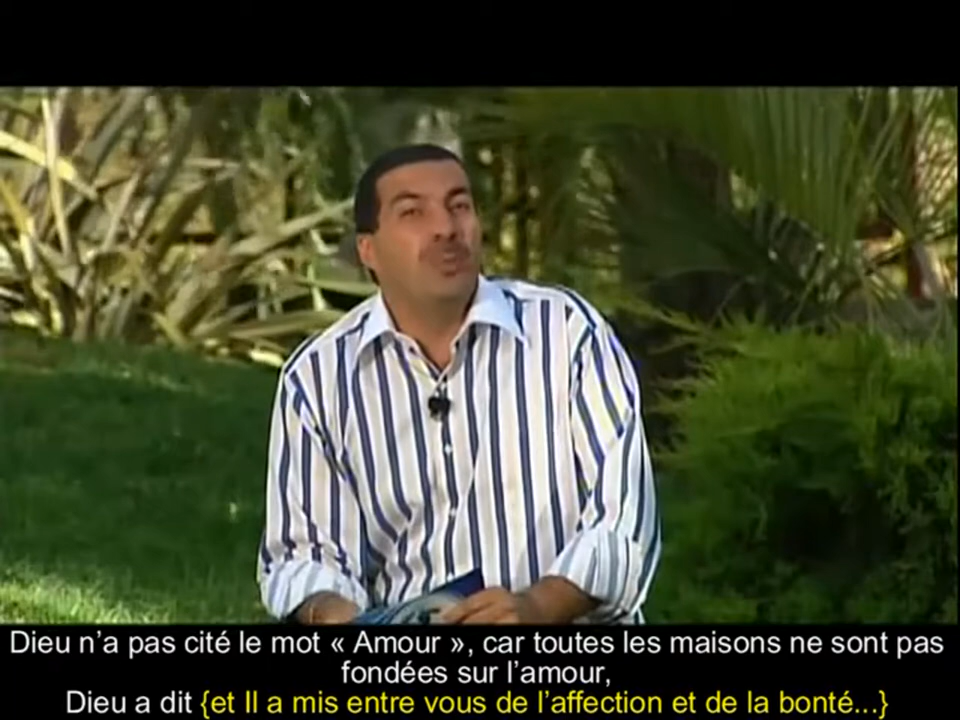 Dieu n'a pas cité le mot « Amour », car toutes les maisons ne sont pas
fondées sur l'amour,
Dieu a dit {et Il a mis entre vous de l'affection et de la bonté...}